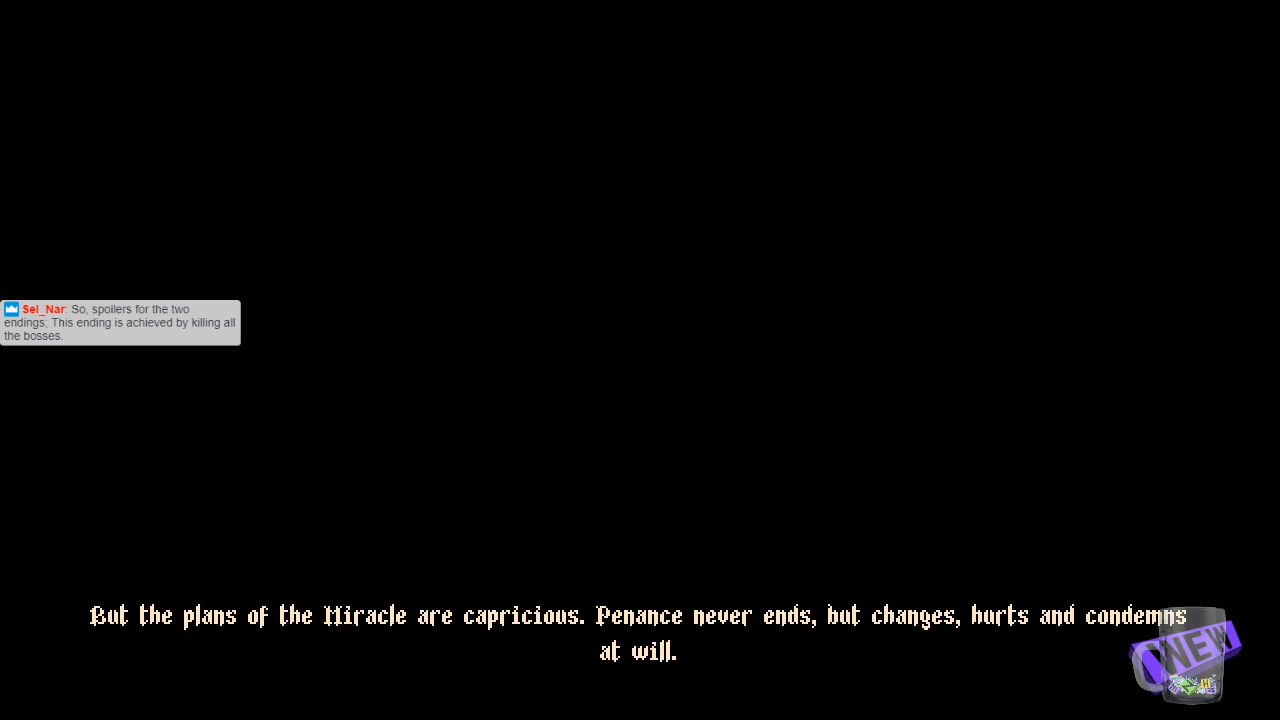 Sel_Nar: So, spoilers for the two
endings; This ending is achieved by killing all
the bosses.
But the plans of the Miracle are capricious. Penance never ends, but changes, hurts and condemns
at will.
NEW